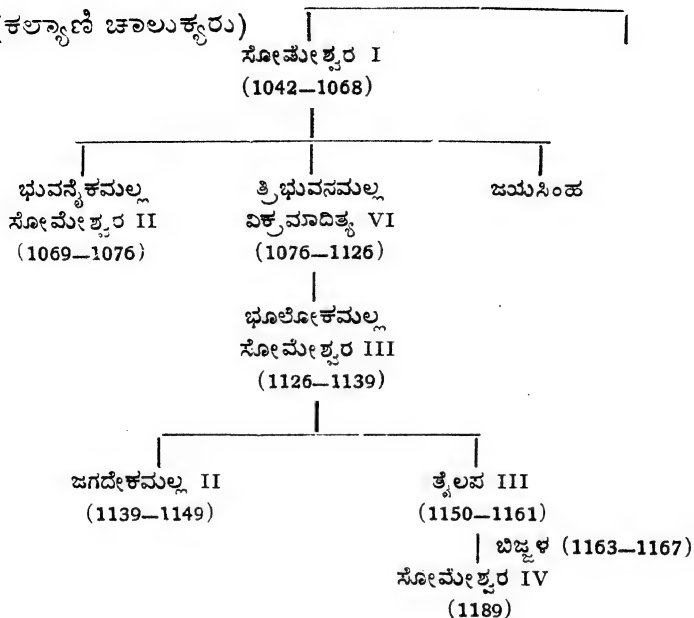 (ಕಲ್ಯಾಣಿ ಚಾಲುಕ್ಯರು)
ಸೋಮೇಶ್ವರ I
(1042—1068)
ಭುವನೈಕಮಲ್ಲ ತ್ರಿಭುವನಮಲ್ಲ ಜಯಸಿಂಹ
ಸೋಮೇಶ್ವರ II ವಿಕ್ರಮಾದಿತ್ಯ VI
(1069—1076) (1076—1126)
ಭೂಲೋಕಮಲ್ಲ
ಸೋಮೇಶ್ವರ III
(1126—1139)
ಜಗದೇಕಮಲ್ಲ II ತೈಲಪ III
(1139—1149) (1150—1161)
ಬಿಜ್ಜಳ (1163—1167)
ಸೋಮೇಶ್ವರ IV
(1189)